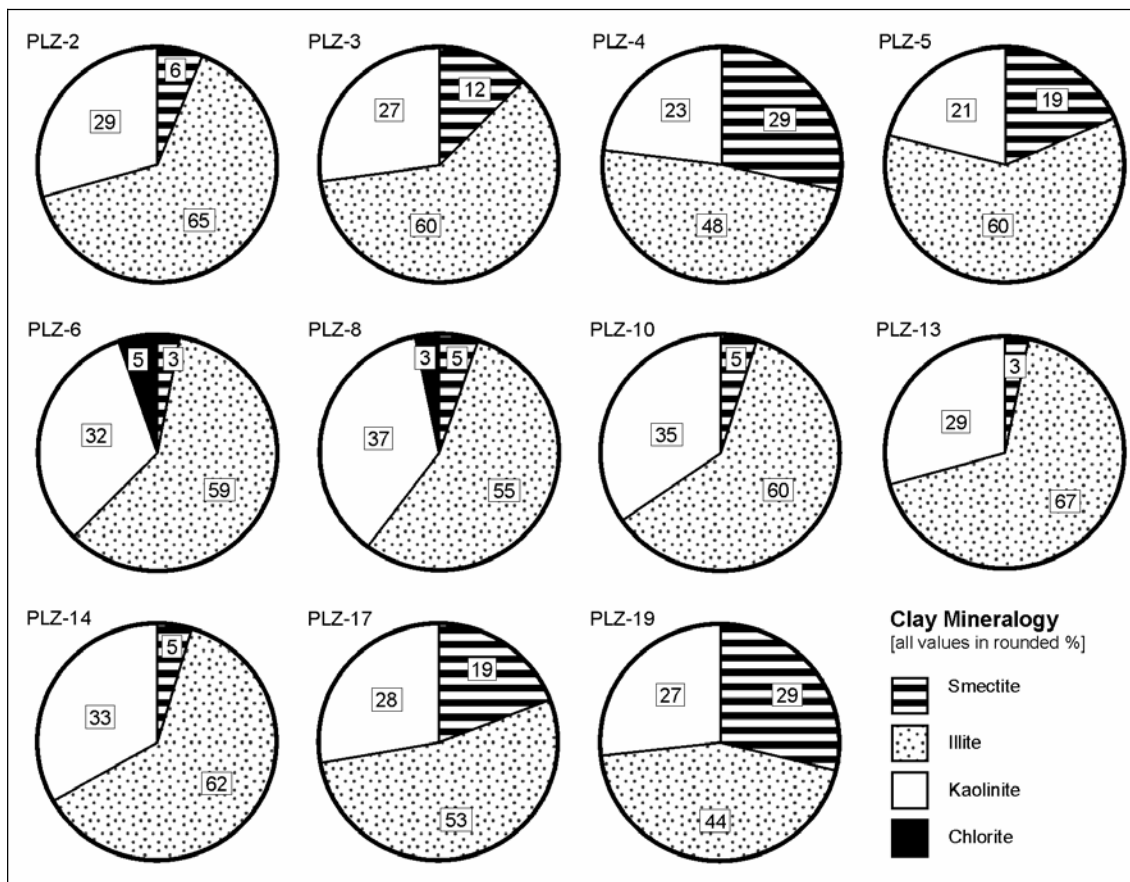 PLZ-2
6
29
65
PLZ-3
12
27
60
PLZ-4
23
29
48
PLZ-5
19
21
60
PLZ-6
5
3
32
59
PLZ-8
3
5
37
55
PLZ-10
5
35
60
PLZ-13
3
29
67
PLZ-14
5
33
62
PLZ-17
19
28
53
PLZ-19
27
29
44
Clay Mineralogy
[all values in rounded %]
Smectite
Illite
Kaolinite
Chlorite